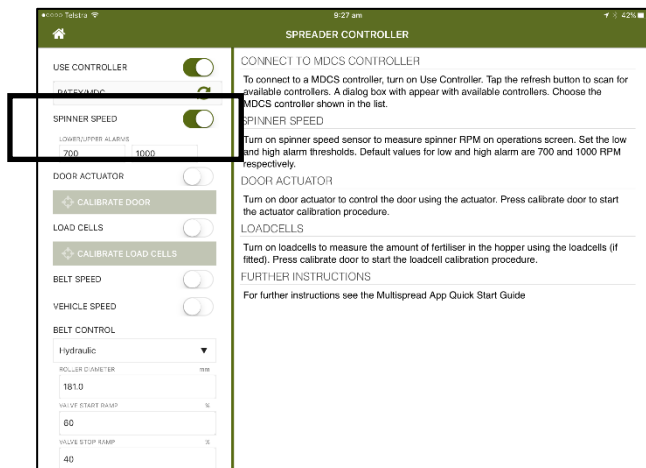 Telstra
9:27 am
42%
SPREADER CONTROLLER
USE CONTROLLER
RATEX/MDC
SPINNER SPEED
LOWER/UPPER ALARMS
700
1000
DOOR ACTUATOR
CALIBRATE DOOR
LOAD CELLS
CALIBRATE LOAD CELLS
BELT SPEED
VEHICLE SPEED
BELT CONTROL
Hydraulic
ROLLER DIAMETER
mm
181.0
VALVE START RAMP
%
60
VALVE STOP RAMP
%
40
CONNECT TO MDCS CONTROLLER
To connect to a MDCS controller, turn on Use Controller. Tap the refresh button to scan for
available controllers. A dialog box with appear with available controllers. Choose the
MDCS controller shown in the list.
SPINNER SPEED
Turn on spinner speed sensor to measure spinner RPM on operations screen. Set the low
and high alarm thresholds. Default values for low and high alarm are 700 and 1000 RPM
respectively.
DOOR ACTUATOR
Turn on door actuator to control the door using the actuator. Press calibrate door to start
the actuator calibration procedure.
LOADCELLS
Turn on loadcells to measure the amount of fertiliser in the hopper using the loadcells (if
fitted). Press calibrate door to start the loadcell calibration procedure.
FURTHER INSTRUCTIONS
For further instructions see the Multispread App Quick Start Guide